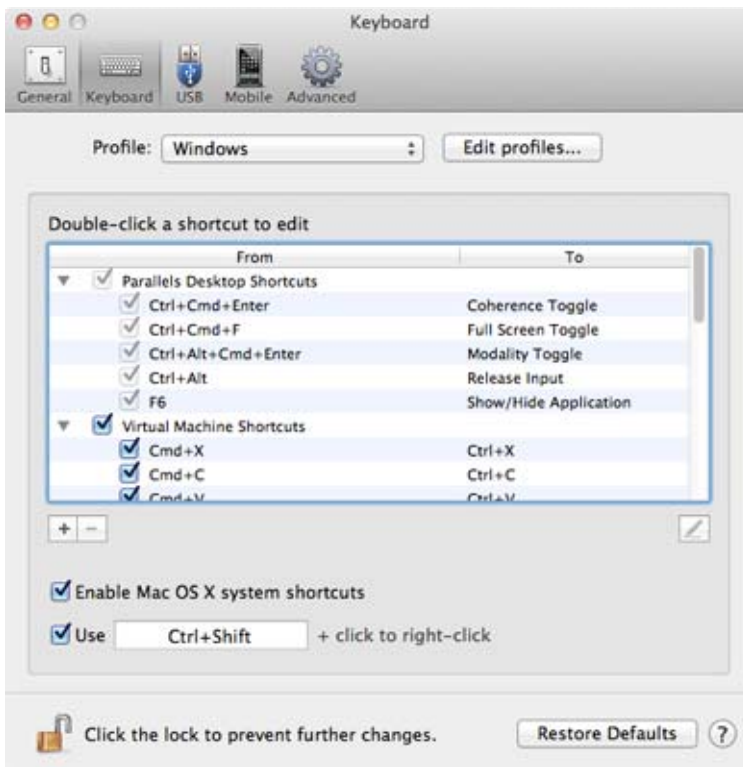 Keyboard
General Keyboard USB Mobile Advanced
Profile: Windows Edit profiles...
Double-click a shortcut to edit
From To
Parallels Desktop Shortcuts
Ctrl+Cmd+Enter Coherence Toggle
Ctrl+Cmd+F Full Screen Toggle
Ctrl+Alt+Cmd+Enter Modality Toggle
Ctrl+Alt Release Input
F6 Show/Hide Application
Virtual Machine Shortcuts
Cmd+X Ctrl+X
Cmd+C Ctrl+C
Cmd+V Ctrl+V
+ −
Enable Mac OS X system shortcuts
Use Ctrl+Shift + click to right-click
Click the lock to prevent further changes. Restore Defaults ?